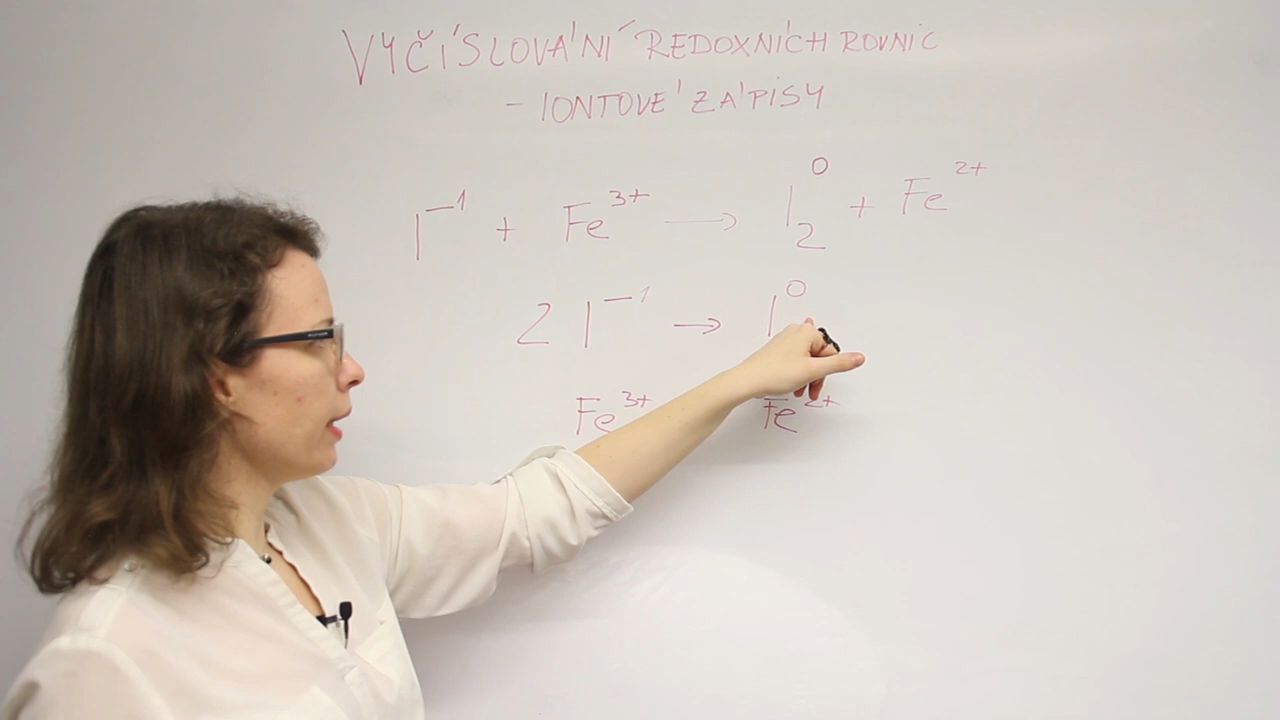 VYČÍSLOVÁNÍ REDOXNÍCH ROVNIC
- IONTOVÉ ZÁPISY
I⁻¹ + Fe³⁺ → I₂⁰ + Fe²⁺
2 I⁻¹ → I⁰
Fe³⁺ Fe²⁺